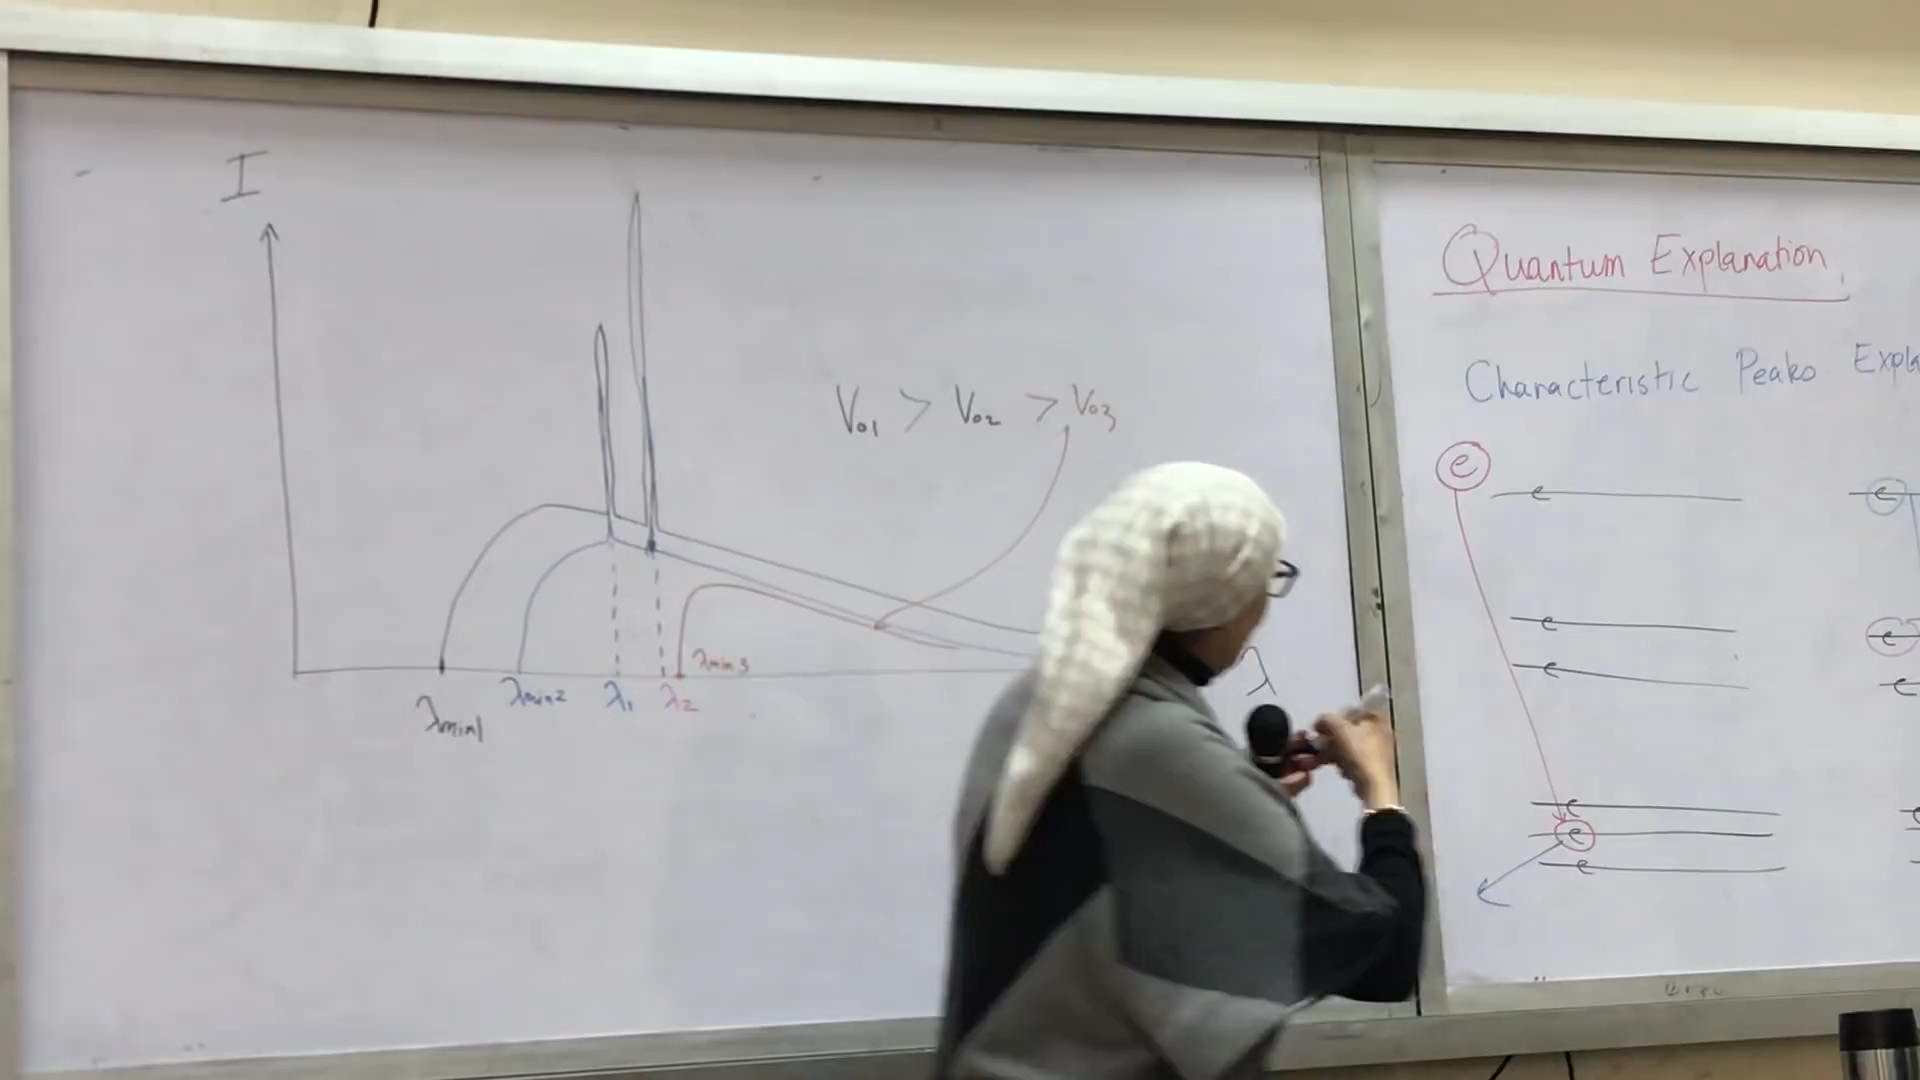 I
V01 > V02 > V03
λmin3
λmin2 λ1 λ2
λmin1
λ
Quantum Explanation
Characteristic Peaks Expla
e
e
e
e
e
e
e
e
e
e
e